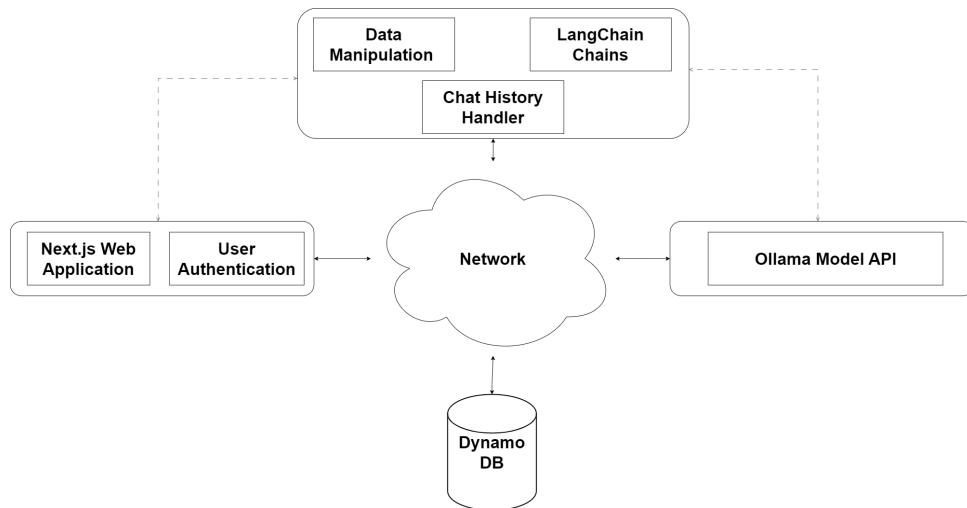 Data
Manipulation
LangChain
Chains
Chat History
Handler
Next.js Web
Application
User
Authentication
Network
Ollama Model API
Dynamo
DB